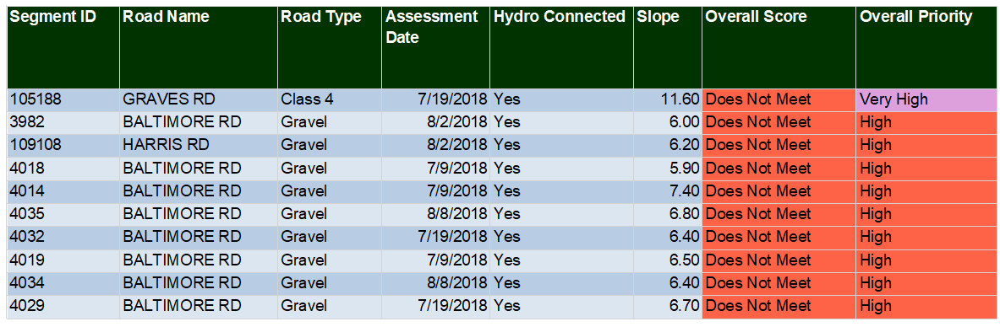 Segment ID Road Name Road Type Assessment Date Hydro Connected Slope Overall Score Overall Priority
105188 GRAVES RD Class 4 7/19/2018 Yes 11.60 Does Not Meet Very High
3982 BALTIMORE RD Gravel 8/2/2018 Yes 6.00 Does Not Meet High
109108 HARRIS RD Gravel 8/2/2018 Yes 6.20 Does Not Meet High
4018 BALTIMORE RD Gravel 7/9/2018 Yes 5.90 Does Not Meet High
4014 BALTIMORE RD Gravel 7/9/2018 Yes 7.40 Does Not Meet High
4035 BALTIMORE RD Gravel 8/8/2018 Yes 6.80 Does Not Meet High
4032 BALTIMORE RD Gravel 7/19/2018 Yes 6.40 Does Not Meet High
4019 BALTIMORE RD Gravel 7/9/2018 Yes 6.50 Does Not Meet High
4034 BALTIMORE RD Gravel 8/8/2018 Yes 6.40 Does Not Meet High
4029 BALTIMORE RD Gravel 7/19/2018 Yes 6.70 Does Not Meet High